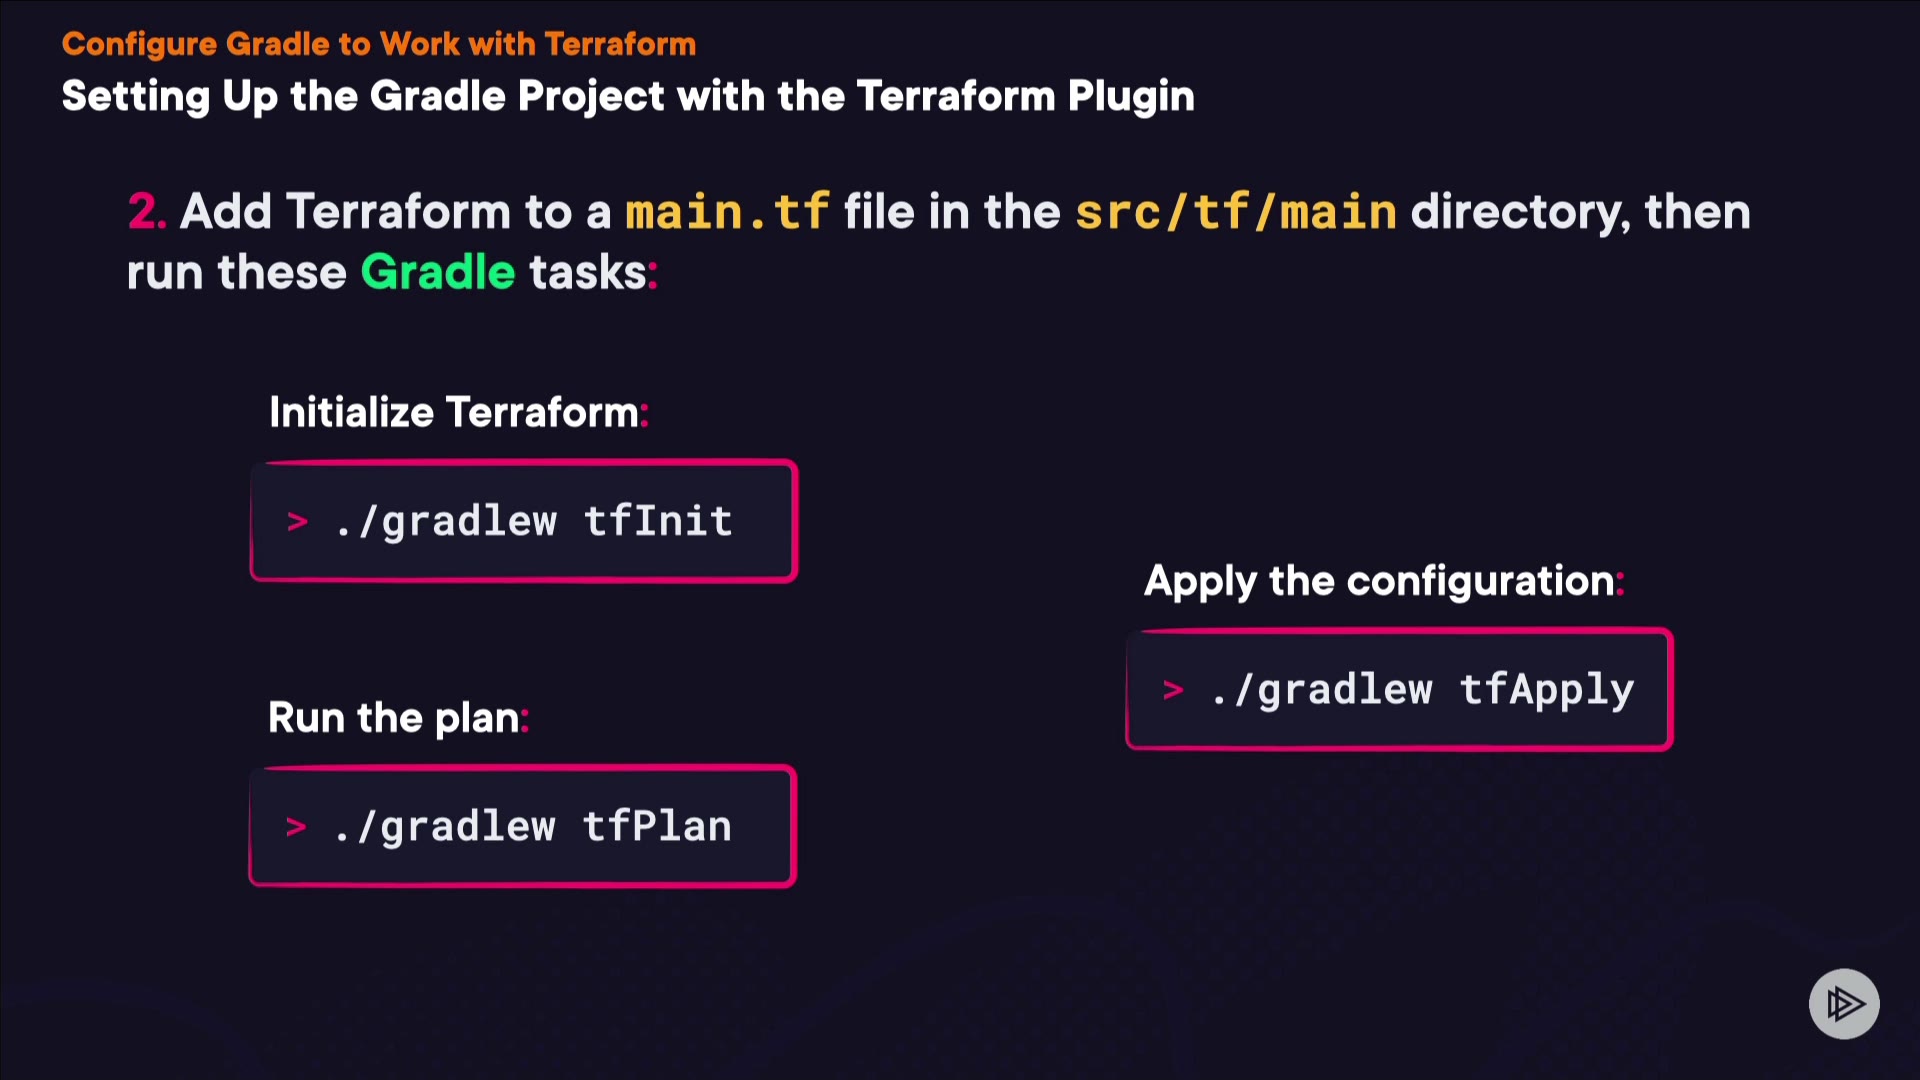 Configure Gradle to Work with Terraform
Setting Up the Gradle Project with the Terraform Plugin
2. Add Terraform to a main.tf file in the src/tf/main directory, then
run these Gradle tasks:
Initialize Terraform:
> ./gradlew tfInit
Run the plan:
> ./gradlew tfPlan
Apply the configuration:
> ./gradlew tfApply